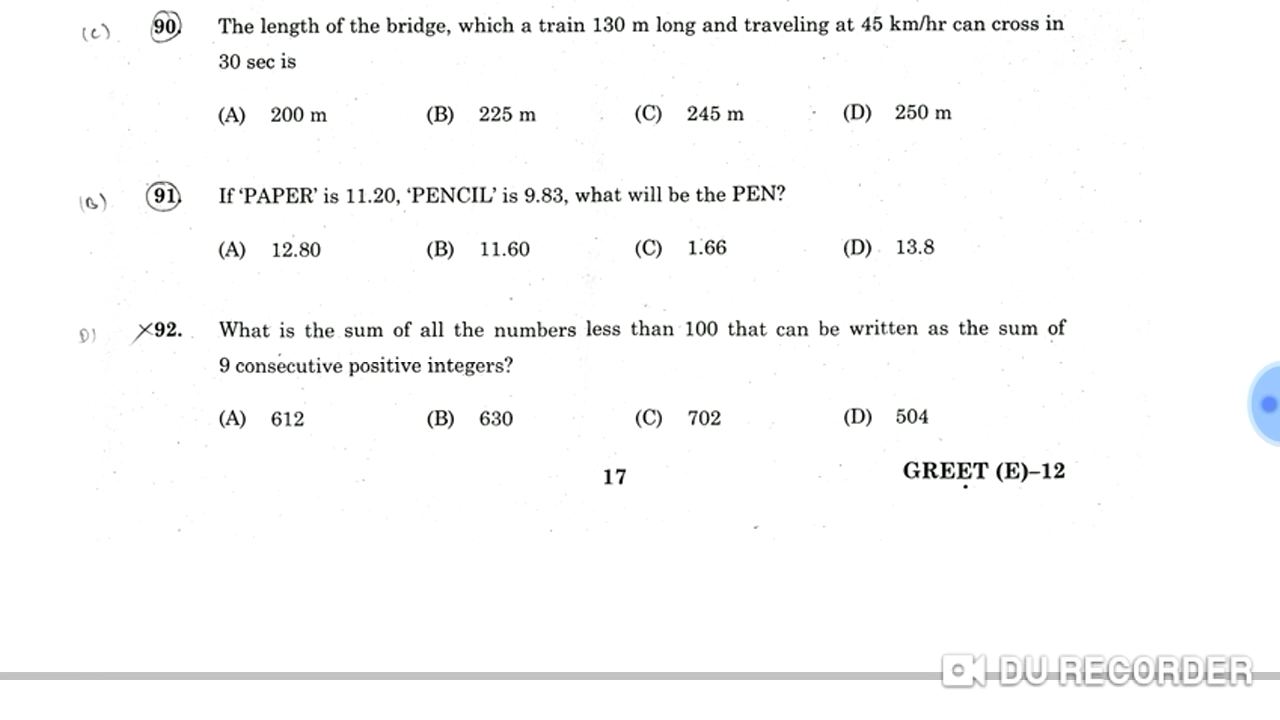 (C) 90. The length of the bridge, which a train 130 m long and traveling at 45 km/hr can cross in
30 sec is
(A) 200 m (B) 225 m (C) 245 m (D) 250 m
(B) 91. If ‘PAPER’ is 11.20, ‘PENCIL’ is 9.83, what will be the PEN?
(A) 12.80 (B) 11.60 (C) 1.66 (D) 13.8
D) ×92. What is the sum of all the numbers less than 100 that can be written as the sum of
9 consecutive positive integers?
(A) 612 (B) 630 (C) 702 (D) 504
17 GREET (E)–12
DU RECORDER